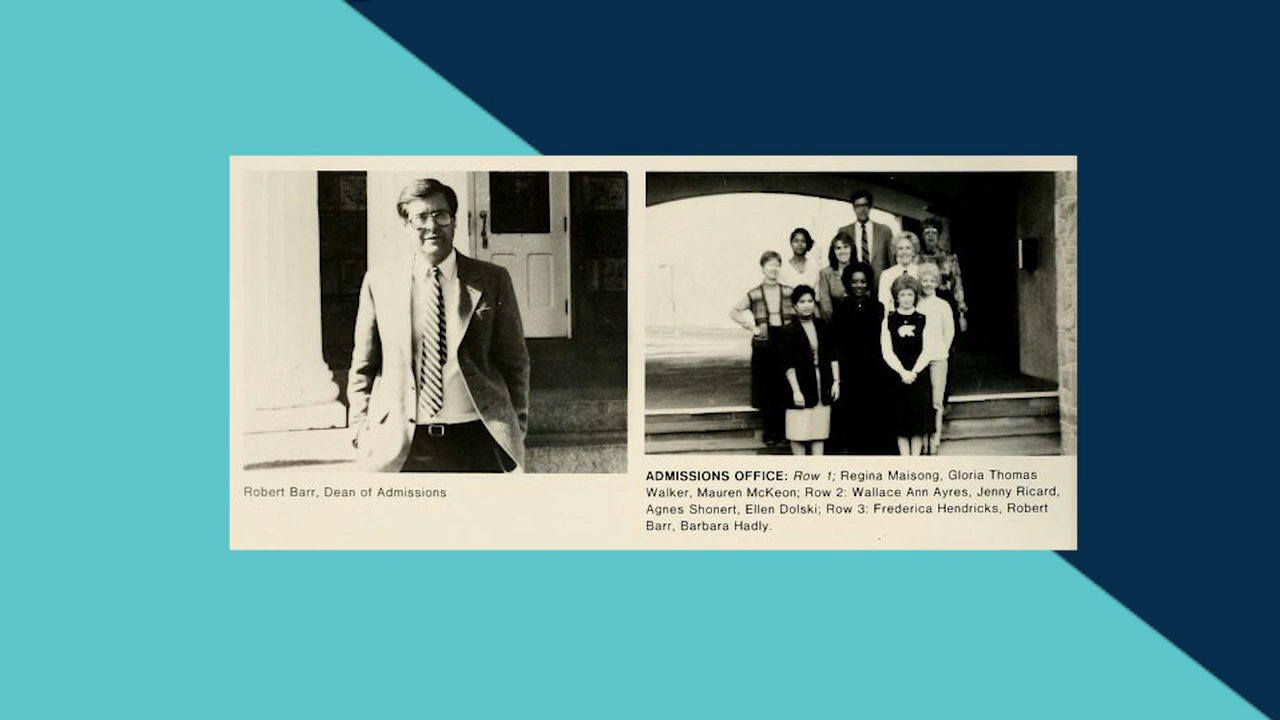 Robert Barr, Dean of Admissions
ADMISSIONS OFFICE: Row 1; Regina Maisong, Gloria Thomas
Walker, Mauren McKeon; Row 2: Wallace Ann Ayres, Jenny Ricard,
Agnes Shonert, Ellen Dolski; Row 3: Frederica Hendricks, Robert
Barr, Barbara Hadly.